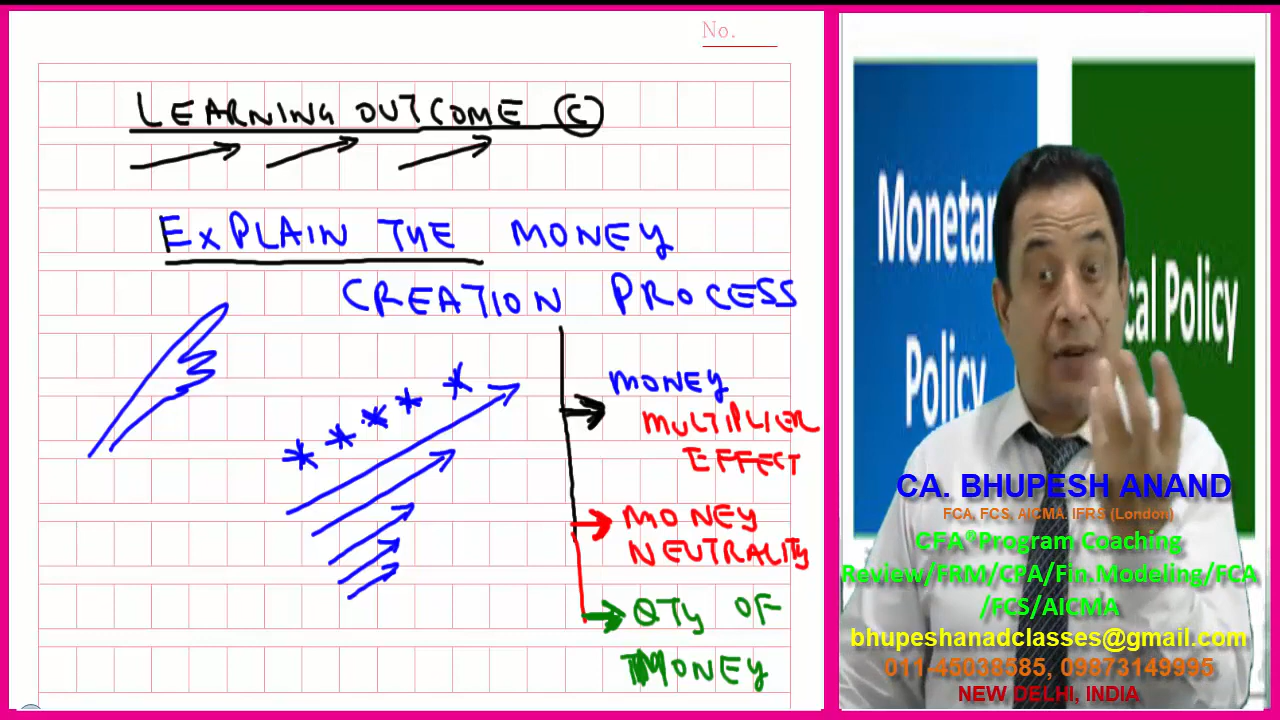 No.
LEARNING OUTCOME (C)
EXPLAIN THE MONEY
CREATION PROCESS
MONEY
MULTIPLIER
EFFECT
MONEY
NEUTRALITY
QTy OF
MONEY
Monetar
Policy
cal Policy
CA. BHUPESH ANAND
FCA, FCS, AICMA. IFRS (London)
CFA®Program Coaching
Review/FRM/CPA/Fin.Modeling/FCA
/FCS/AICMA
bhupeshanadclasses@gmail.com
011-45038585, 09873149995
NEW DELHI, INDIA